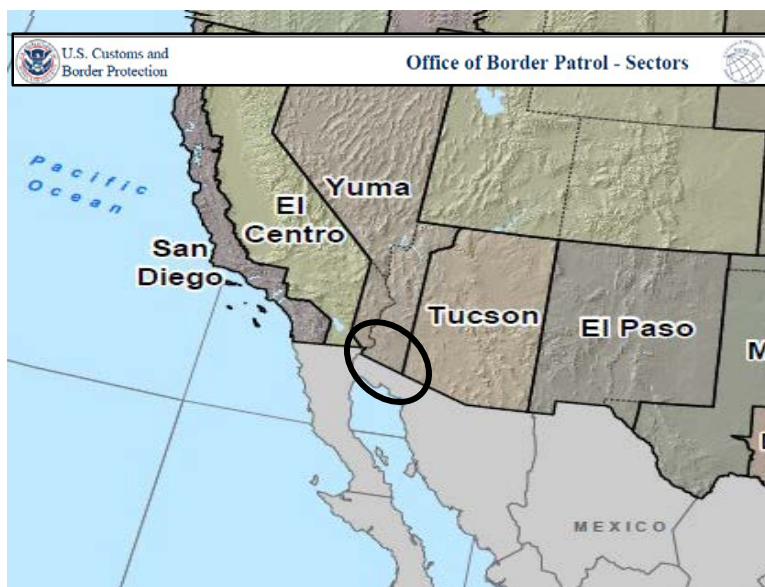 U.S. Customs and
Border Protection
Office of Border Patrol - Sectors
Pacific
Ocean
Yuma
El
Centro
San
Diego
Tucson
El Paso
M
MEXICO